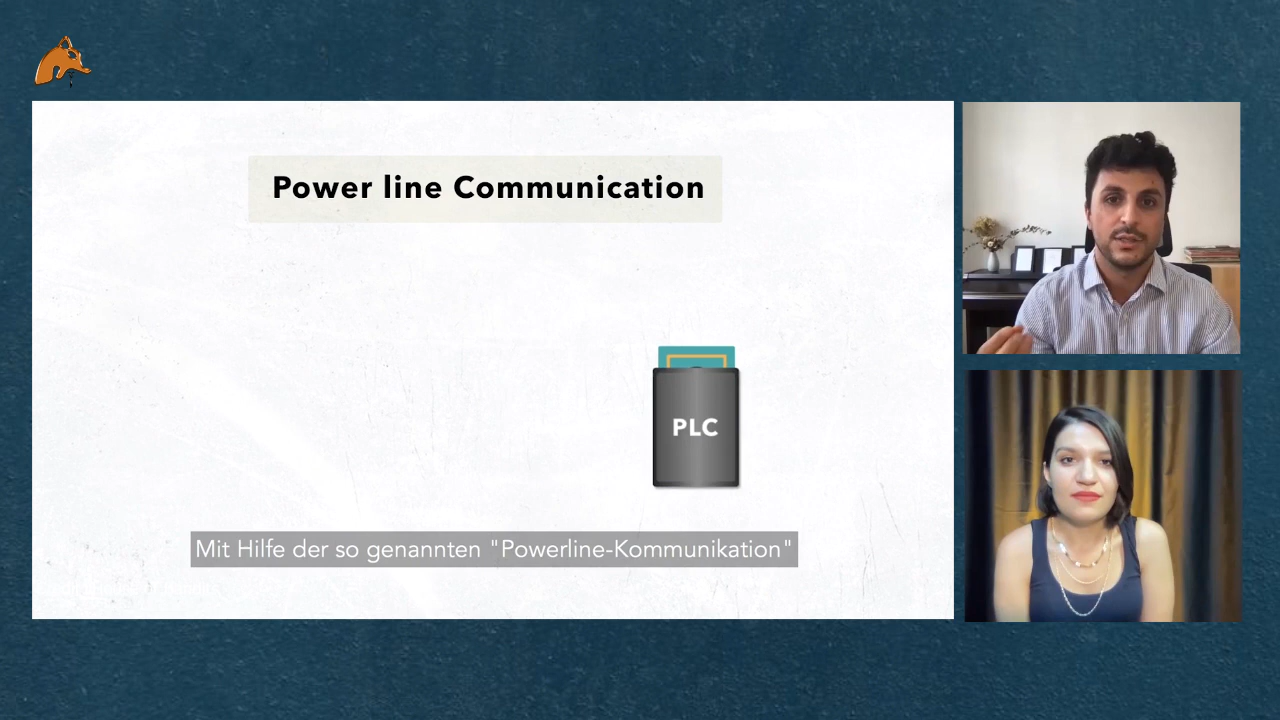 Power line Communication
PLC
Mit Hilfe der so genannten "Powerline-Kommunikation"